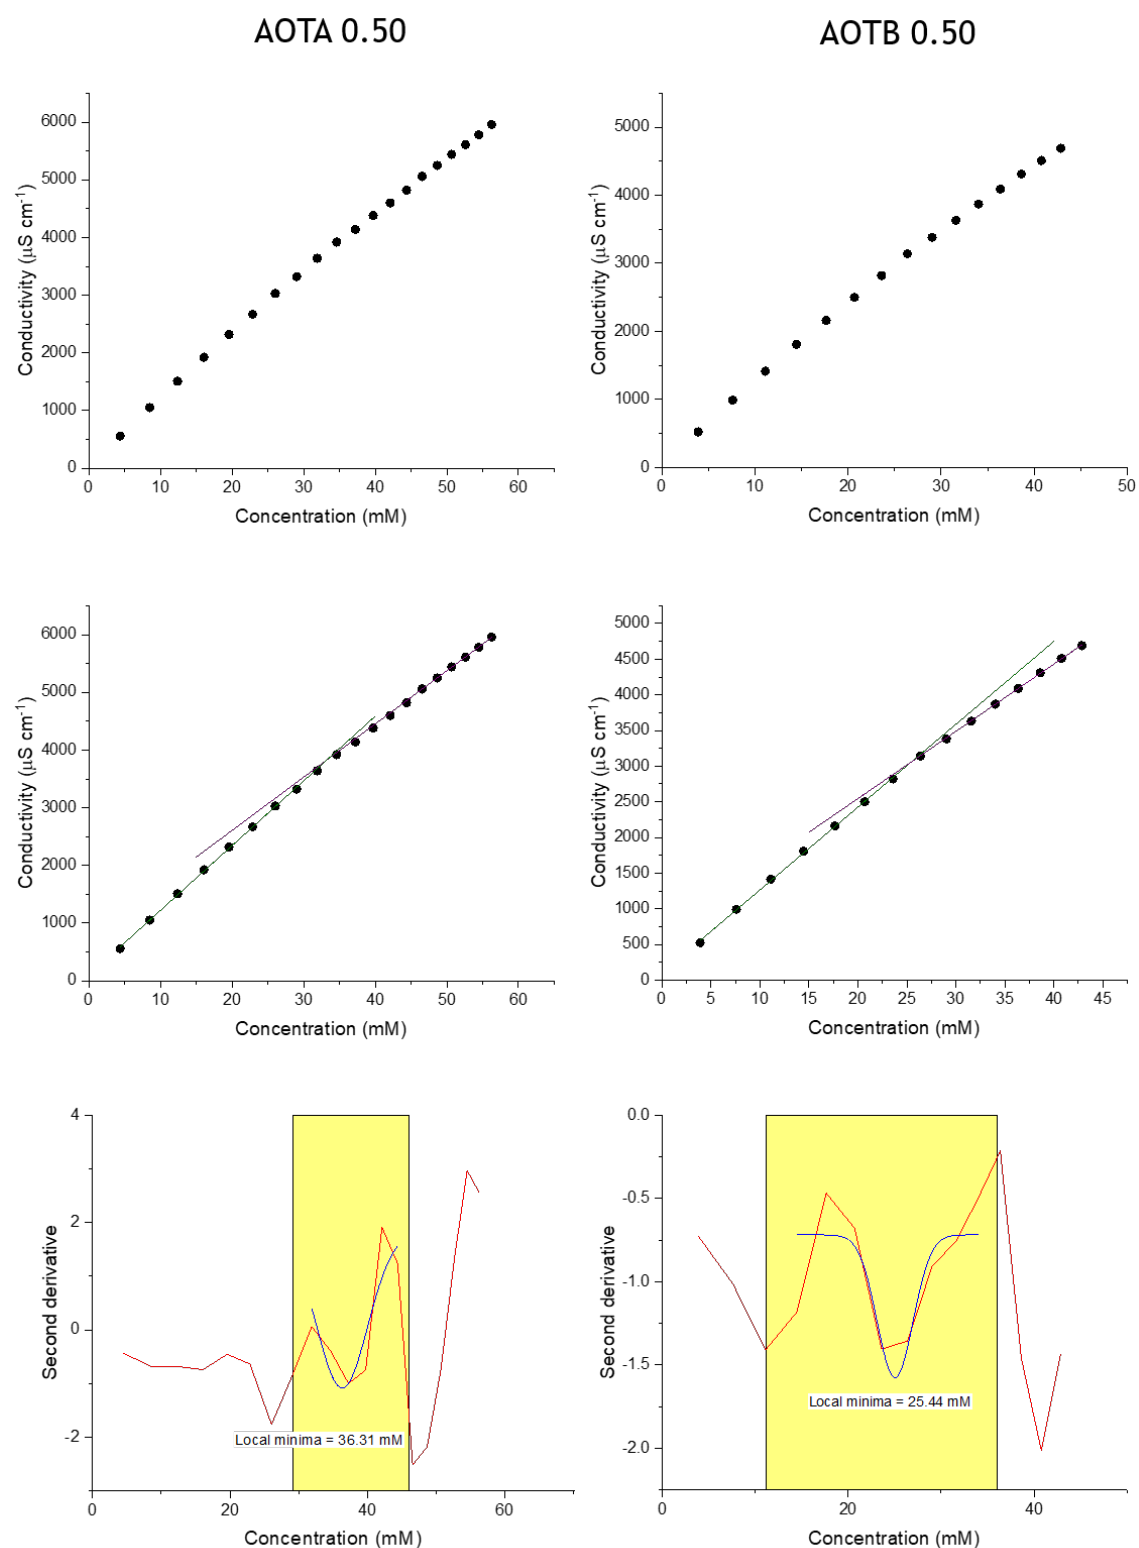 AOTA 0.50
AOTB 0.50
6000
5000
4000
3000
2000
1000
0
0 10 20 30 40 50 60
Conductivity (μS cm⁻¹)
Concentration (mM)
5000
4000
3000
2000
1000
0
0 10 20 30 40 50
Conductivity (μS cm⁻¹)
Concentration (mM)
6000
5000
4000
3000
2000
1000
0
0 10 20 30 40 50 60
Conductivity (μS cm⁻¹)
Concentration (mM)
5000
4500
4000
3500
3000
2500
2000
1500
1000
500
0
0 5 10 15 20 25 30 35 40 45
Conductivity (μS cm⁻¹)
Concentration (mM)
4
2
0
-2
0 20 40 60
Second derivative
Local minima = 36.31 mM
Concentration (mM)
0.0
-0.5
-1.0
-1.5
-2.0
0 20 40
Second derivative
Local minima = 25.44 mM
Concentration (mM)